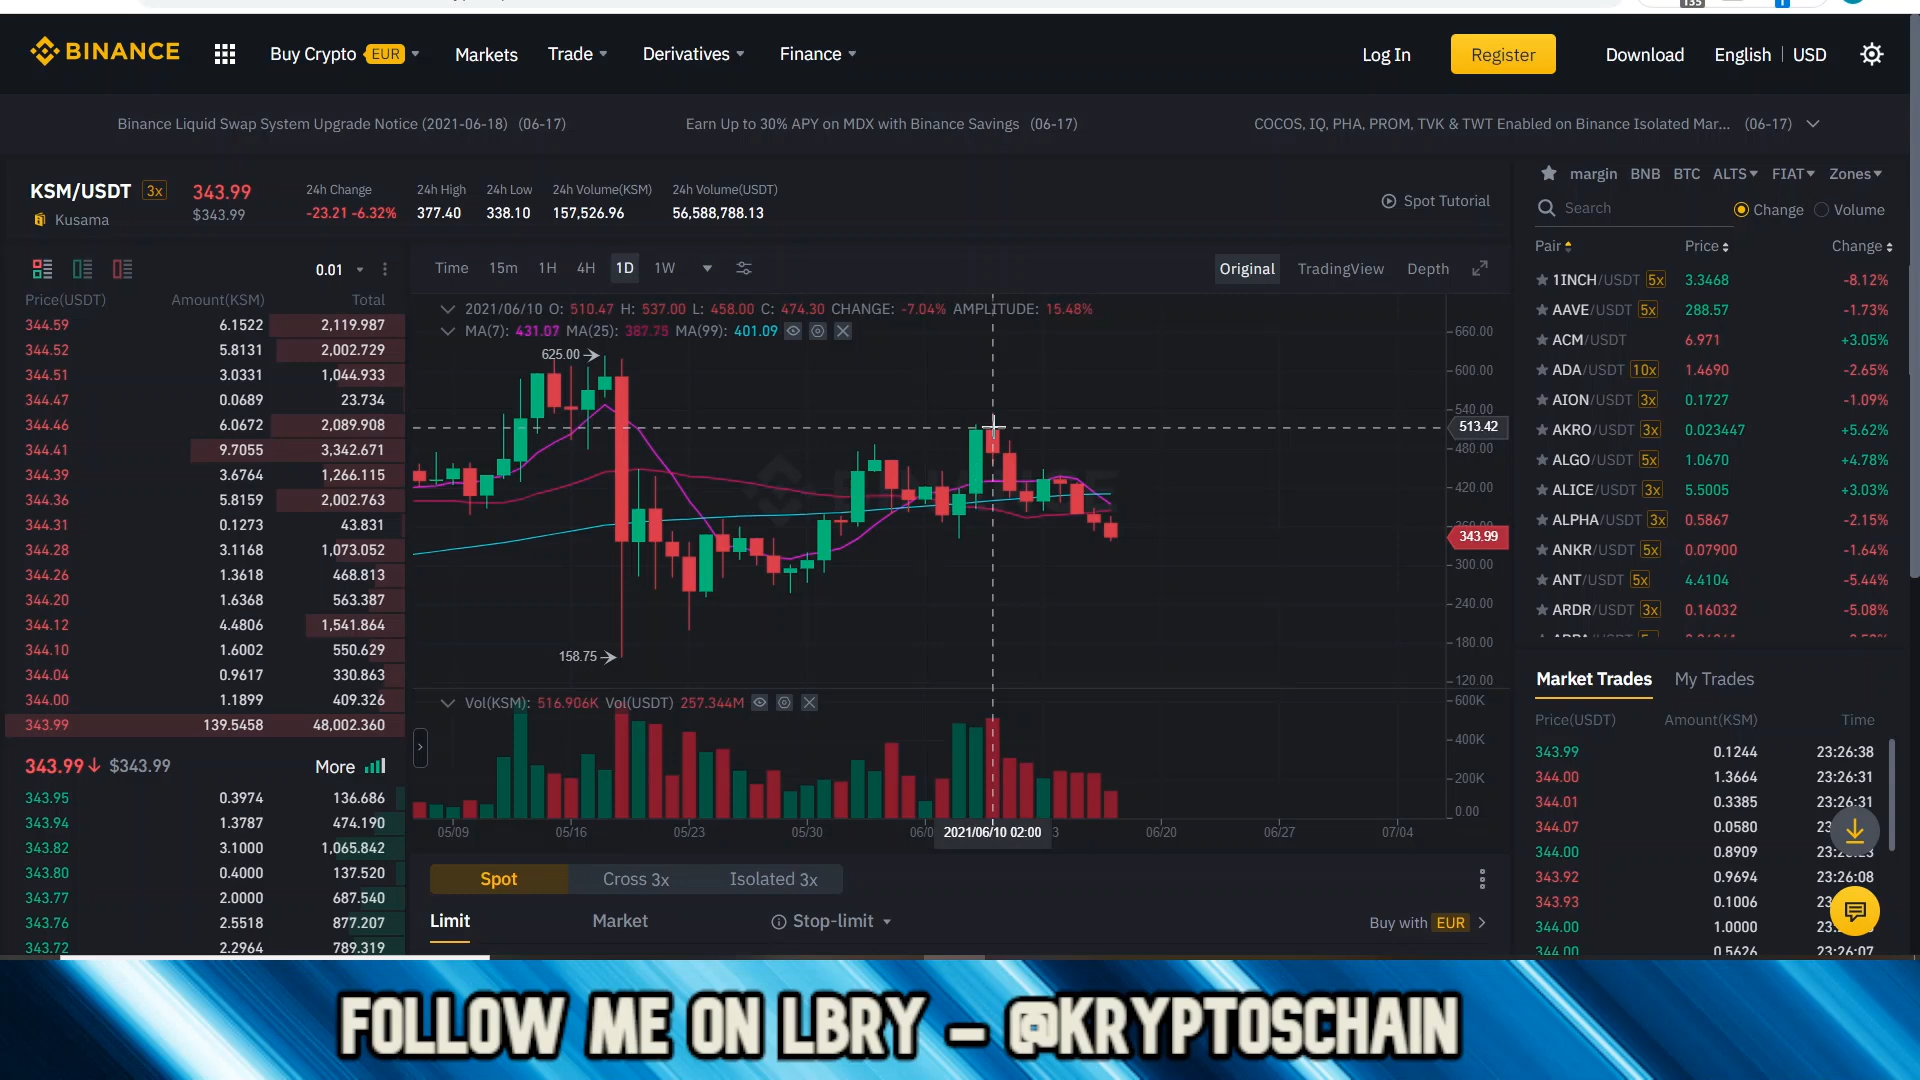 BINANCE
Buy Crypto EUR Markets Trade Derivatives Finance Log In Register Download English USD
Binance Liquid Swap System Upgrade Notice (2021-06-18) (06-17) Earn Up to 30% APY on MDX with Binance Savings (06-17) COCOS, IQ, PHA, PROM, TVK & TWT Enabled on Binance Isolated Mar... (06-17)
KSM/USDT 3x 343.99
Kusama $343.99
24h Change 24h High 24h Low 24h Volume(KSM) 24h Volume(USDT)
-23.21 -6.32% 377.40 338.10 157,526.96 56,588,788.13
Spot Tutorial
0.01
Price(USDT) Amount(KSM) Total
344.59 6.1522 2,119.987
344.52 5.8131 2,002.729
344.51 3.0331 1,044.933
344.47 0.0689 23.734
344.46 6.0672 2,089.908
344.41 9.7055 3,342.671
344.39 3.6764 1,266.115
344.36 5.8159 2,002.763
344.31 0.1273 43.831
344.28 3.1168 1,073.052
344.26 1.3618 468.813
344.20 1.6368 563.387
344.12 4.4806 1,541.864
344.10 1.6002 550.629
344.04 0.9617 330.863
344.00 1.1899 409.326
343.99 139.5458 48,002.360
343.99 $343.99 More
343.95 0.3974 136.686
343.94 1.3787 474.190
343.82 3.1000 1,065.842
343.80 0.4000 137.520
343.77 2.0000 687.540
343.76 2.5518 877.207
343.72 2.2964 789.319
Time 15m 1H 4H 1D 1W Original TradingView Depth
2021/06/10 O: 510.47 H: 537.00 L: 458.00 C: 474.30 CHANGE: -7.04% AMPLITUDE: 15.48%
MA(7): 431.07 MA(25): 387.75 MA(99): 401.09
625.00
158.75
660.00
600.00
540.00
513.42
480.00
420.00
360.00
343.99
300.00
240.00
180.00
120.00
Vol(KSM): 516.906K Vol(USDT) 257.344M
600K
400K
200K
0.00
05/09 05/16 05/23 05/30 06/0 2021/06/10 02:00 3 06/20 06/27 07/04
Spot Cross 3x Isolated 3x
Limit Market Stop-limit Buy with EUR
margin BNB BTC ALTS FIAT Zones
Search Change Volume
Pair Price Change
1INCH/USDT 5x 3.3468 -8.12%
AAVE/USDT 5x 288.57 -1.73%
ACM/USDT 6.971 +3.05%
ADA/USDT 10x 1.4690 -2.65%
AION/USDT 3x 0.1727 -1.09%
AKRO/USDT 3x 0.023447 +5.62%
ALGO/USDT 5x 1.0670 +4.78%
ALICE/USDT 3x 5.5005 +3.03%
ALPHA/USDT 3x 0.5867 -2.15%
ANKR/USDT 5x 0.07900 -1.64%
ANT/USDT 5x 4.4104 -5.44%
ARDR/USDT 3x 0.16032 -5.08%
Market Trades My Trades
Price(USDT) Amount(KSM) Time
343.99 0.1244 23:26:38
344.00 1.3664 23:26:31
344.01 0.3385 23:26:31
344.07 0.0580 23
344.00 0.8909
343.92 0.9694 23:26:08
343.93 0.1006 23
344.00 1.0000 23
344.00 0.5626 23:26:07
FOLLOW ME ON LBRY - @KRYPTOSCHAIN